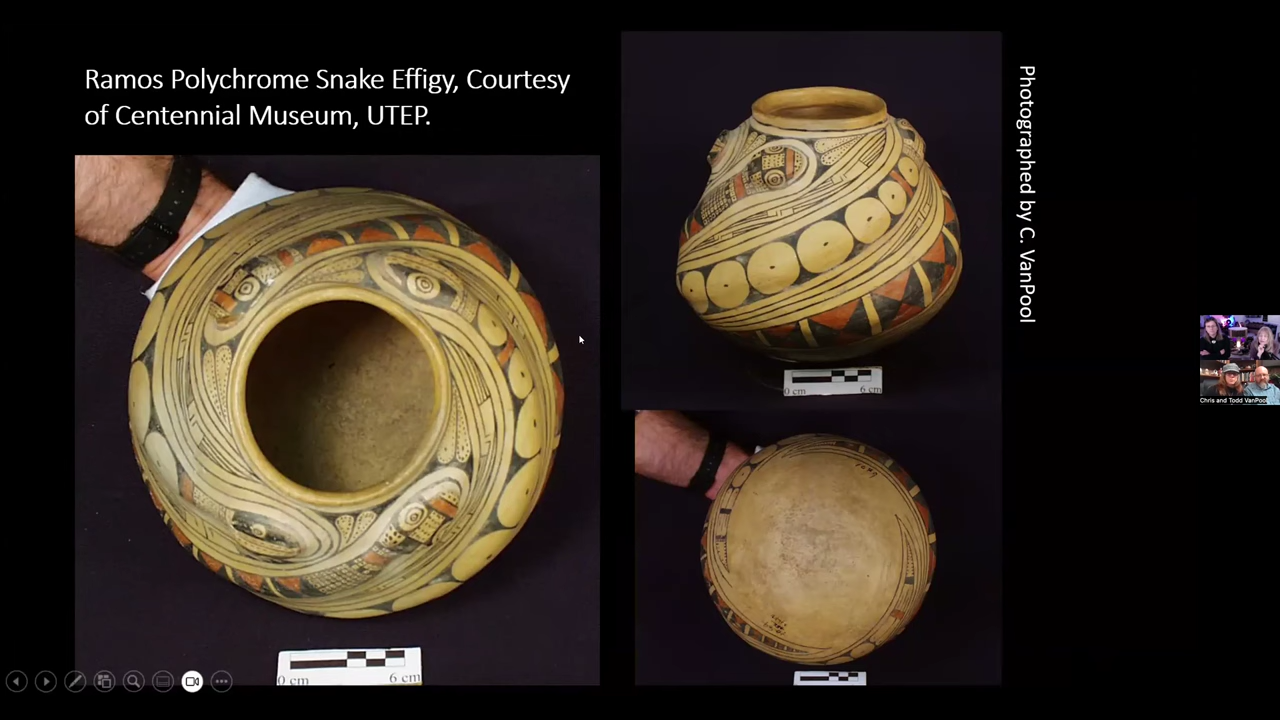 Ramos Polychrome Snake Effigy, Courtesy
of Centennial Museum, UTEP.
Photographed by C. VanPool
0 cm
6 cm
0 cm
6 cm
Chris and Todd VanPool